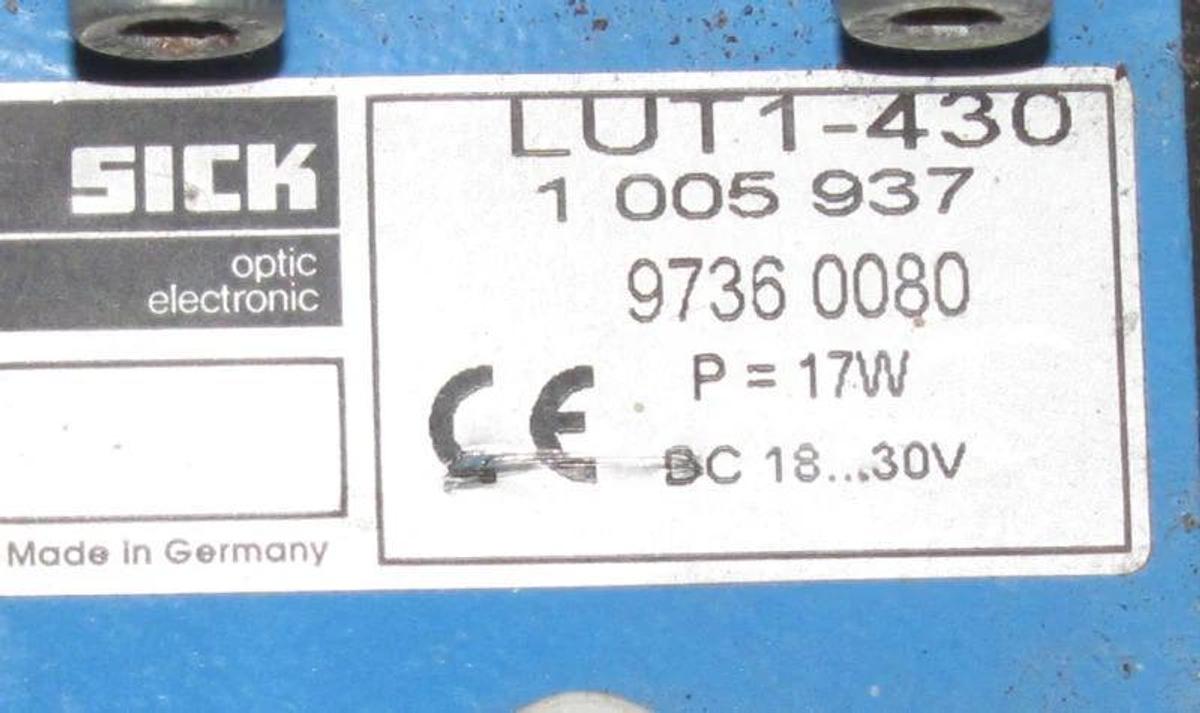 SICK
optic
electronic
Made in Germany
LUT1-430
1 005 937
9736 0080
P = 17W
CE
DC 18...30V